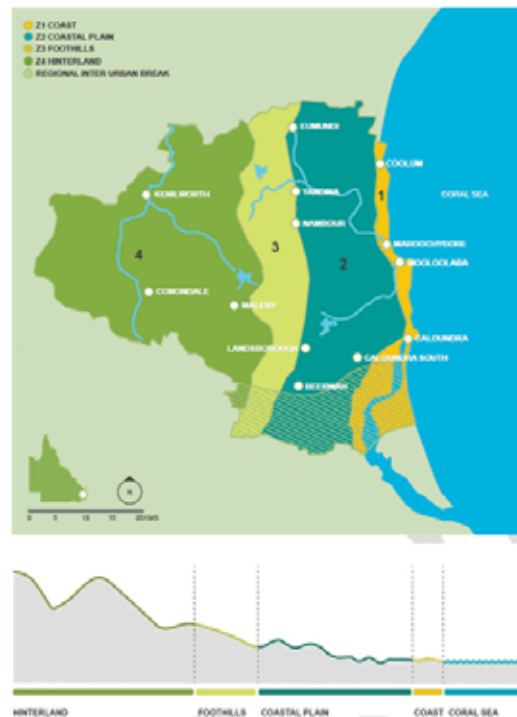 Z1 COAST
Z2 COASTAL PLAIN
Z3 FOOTHILLS
Z4 HINTERLAND
REGIONAL INTER URBAN BREAK
EUMUNDI
COOLUM
KENILWORTH
YANDINA
1
CORAL SEA
NAMBOUR
MAROOCHYDORE
4
3
2
MOOLOOLABA
CONONDALE
MALENY
CALOUNDRA
LANDSBOROUGH
CALOUNDRA SOUTH
BEERWAH
N
0 5 10 15 20 KMS
HINTERLAND
FOOTHILLS
COASTAL PLAIN
COAST
CORAL SEA